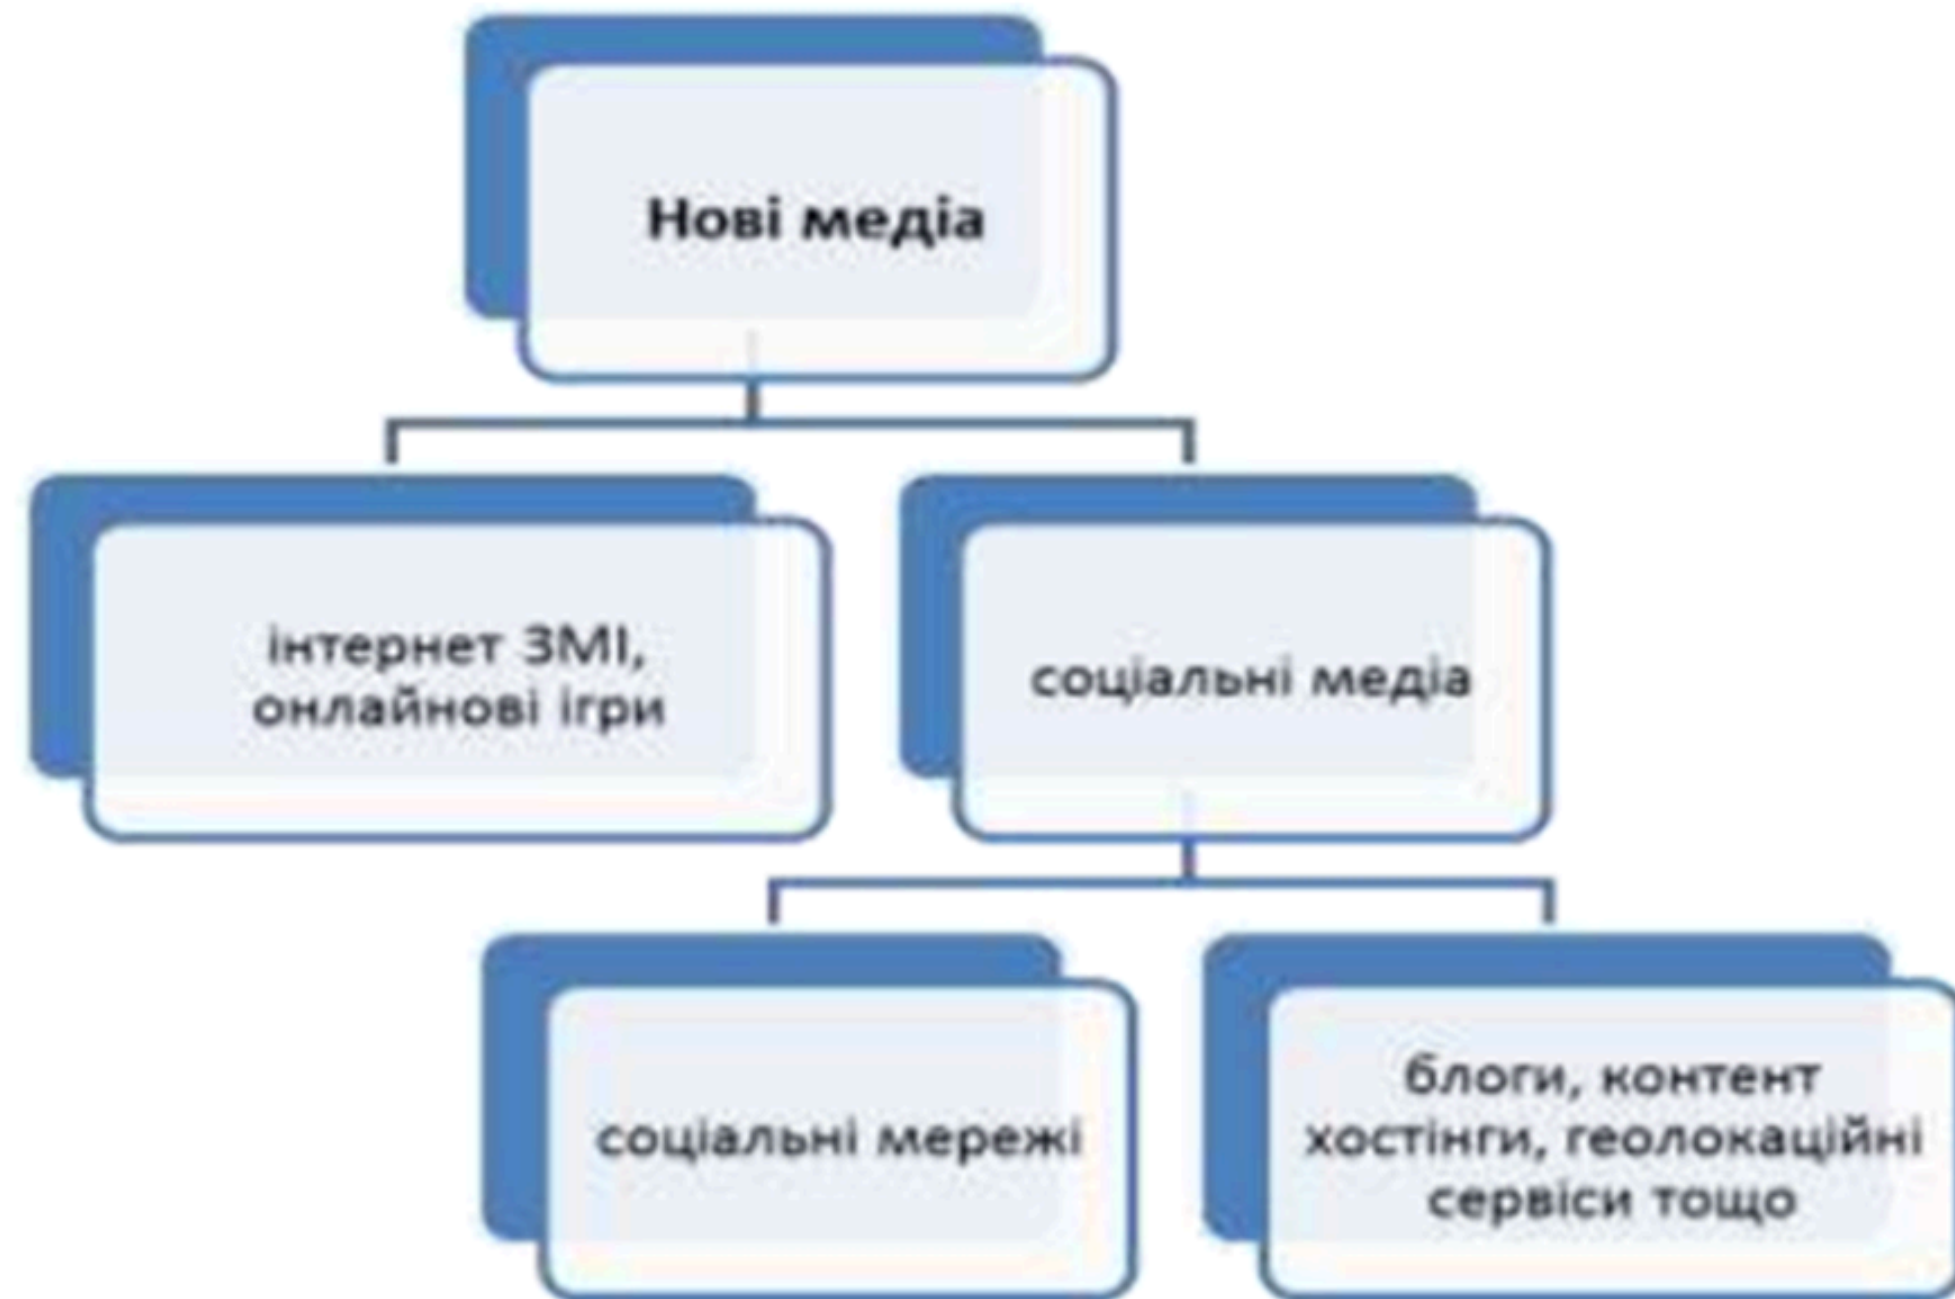 Нові медіа
інтернет ЗМІ,
онлайнові ігри
соціальні медіа
соціальні мережі
блоги, контент
хостінги, геолокаційні
сервіси тощо